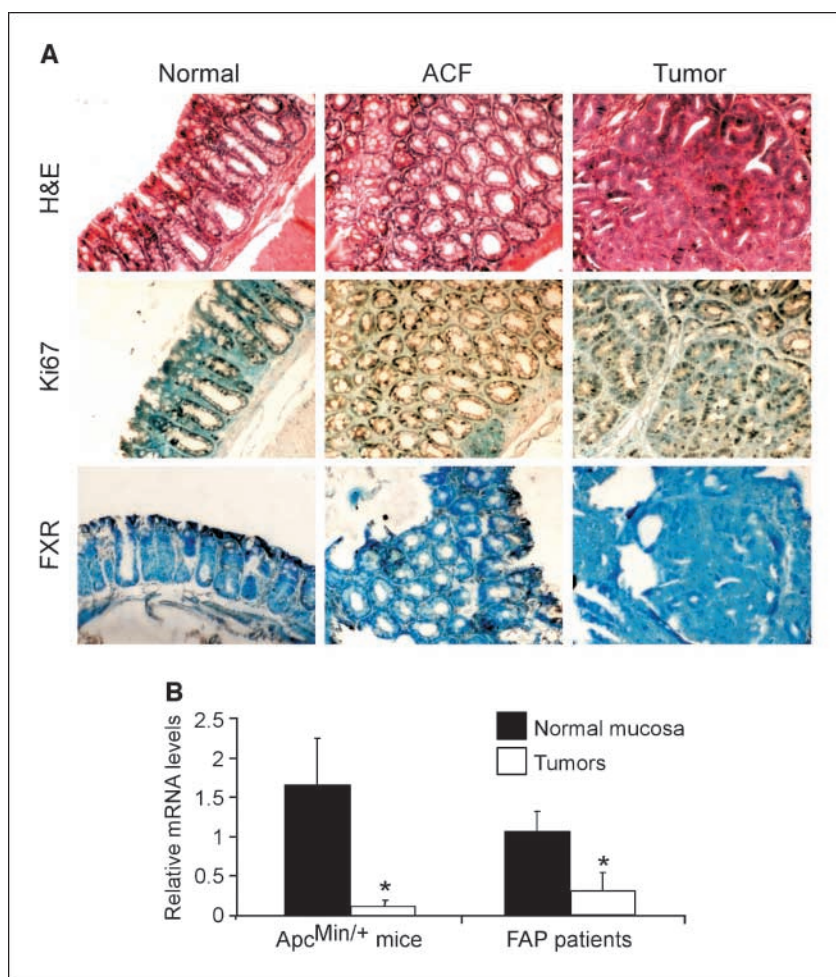 A
Normal
ACF
Tumor
H&E
Ki67
FXR
B
Relative mRNA levels
2.5
2
1.5
1
0.5
0
Normal mucosa
Tumors
*
*
ApcMin/+ mice
FAP patients